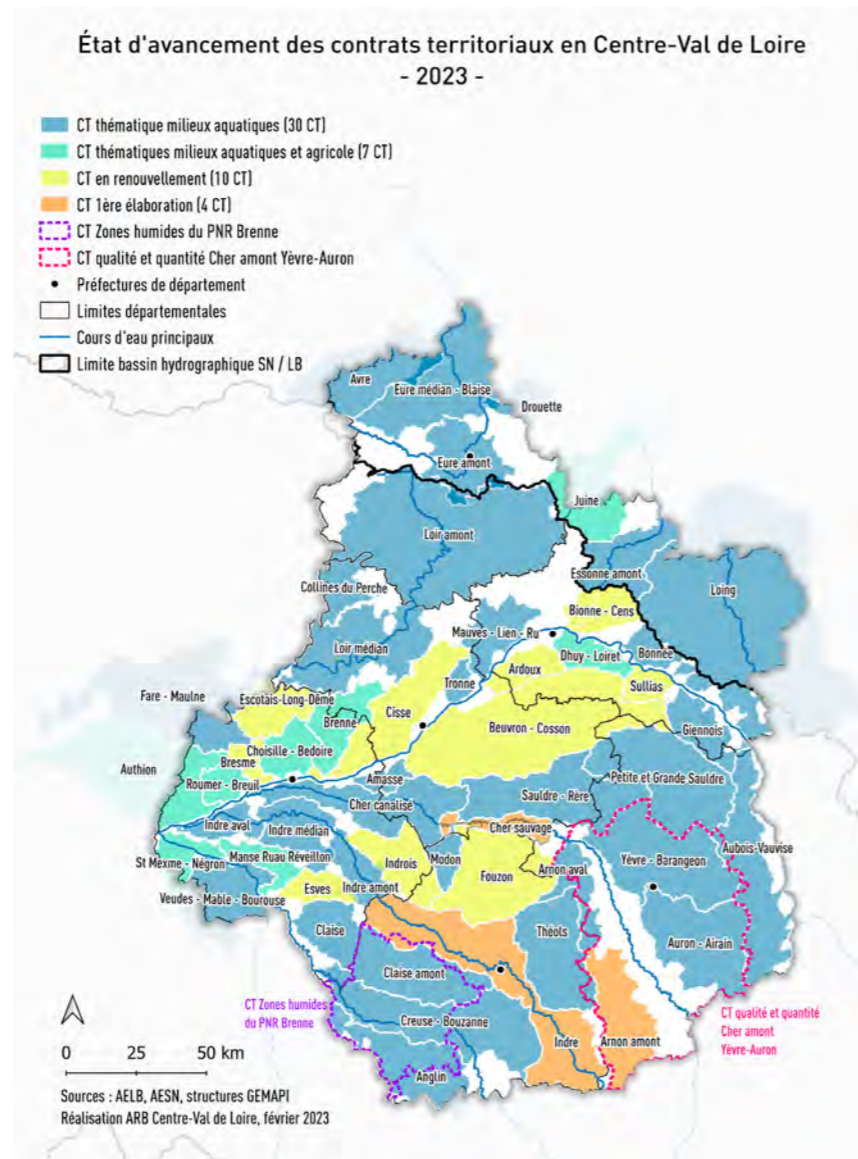 État d'avancement des contrats territoriaux en Centre-Val de Loire
- 2023 -
CT thématique milieux aquatiques (30 CT)
CT thématiques milieux aquatiques et agricole (7 CT)
CT en renouvellement (10 CT)
CT 1ère élaboration (4 CT)
CT Zones humides du PNR Brenne
CT qualité et quantité Cher amont Yèvre-Auron
Préfectures de département
Limites départementales
Cours d'eau principaux
Limite bassin hydrographique SN / LB
Avre
Eure médian - Blaise
Drouette
Eure amont
Juine
Loir amont
Essonne amont
Loing
Collines du Perche
Bionne - Cens
Mauves - Lien - Ru
Loir médian
Dhuy - Loiret
Bonnée
Ardoux
Tronne
Sullias
Fare - Maulne
Escotais-Long-Dême
Brenne
Cisse
Giennois
Beuvron - Cosson
Choisille - Bedoire
Bresme
Authion
Roumer - Breuil
Amasse
Petite et Grande Sauldre
Sauldre - Rère
Cher canalisé
Indre aval
Indre médian
Cher sauvage
Aubois-Vauvise
St Mexme - Négron
Manse Ruau Réveillon
Indrois
Modon
Arnon aval
Yèvre - Barangeon
Fouzon
Veudes - Mable - Bourouse
Esves
Indre amont
Claise
Théols
Auron - Airain
Claise amont
CT Zones humides
du PNR Brenne
Creuse - Bouzanne
CT qualité et quantité
Cher amont
Yèvre-Auron
Indre
Arnon amont
Anglin
0 25 50 km
Sources : AELB, AESN, structures GEMAPI
Réalisation ARB Centre-Val de Loire, février 2023